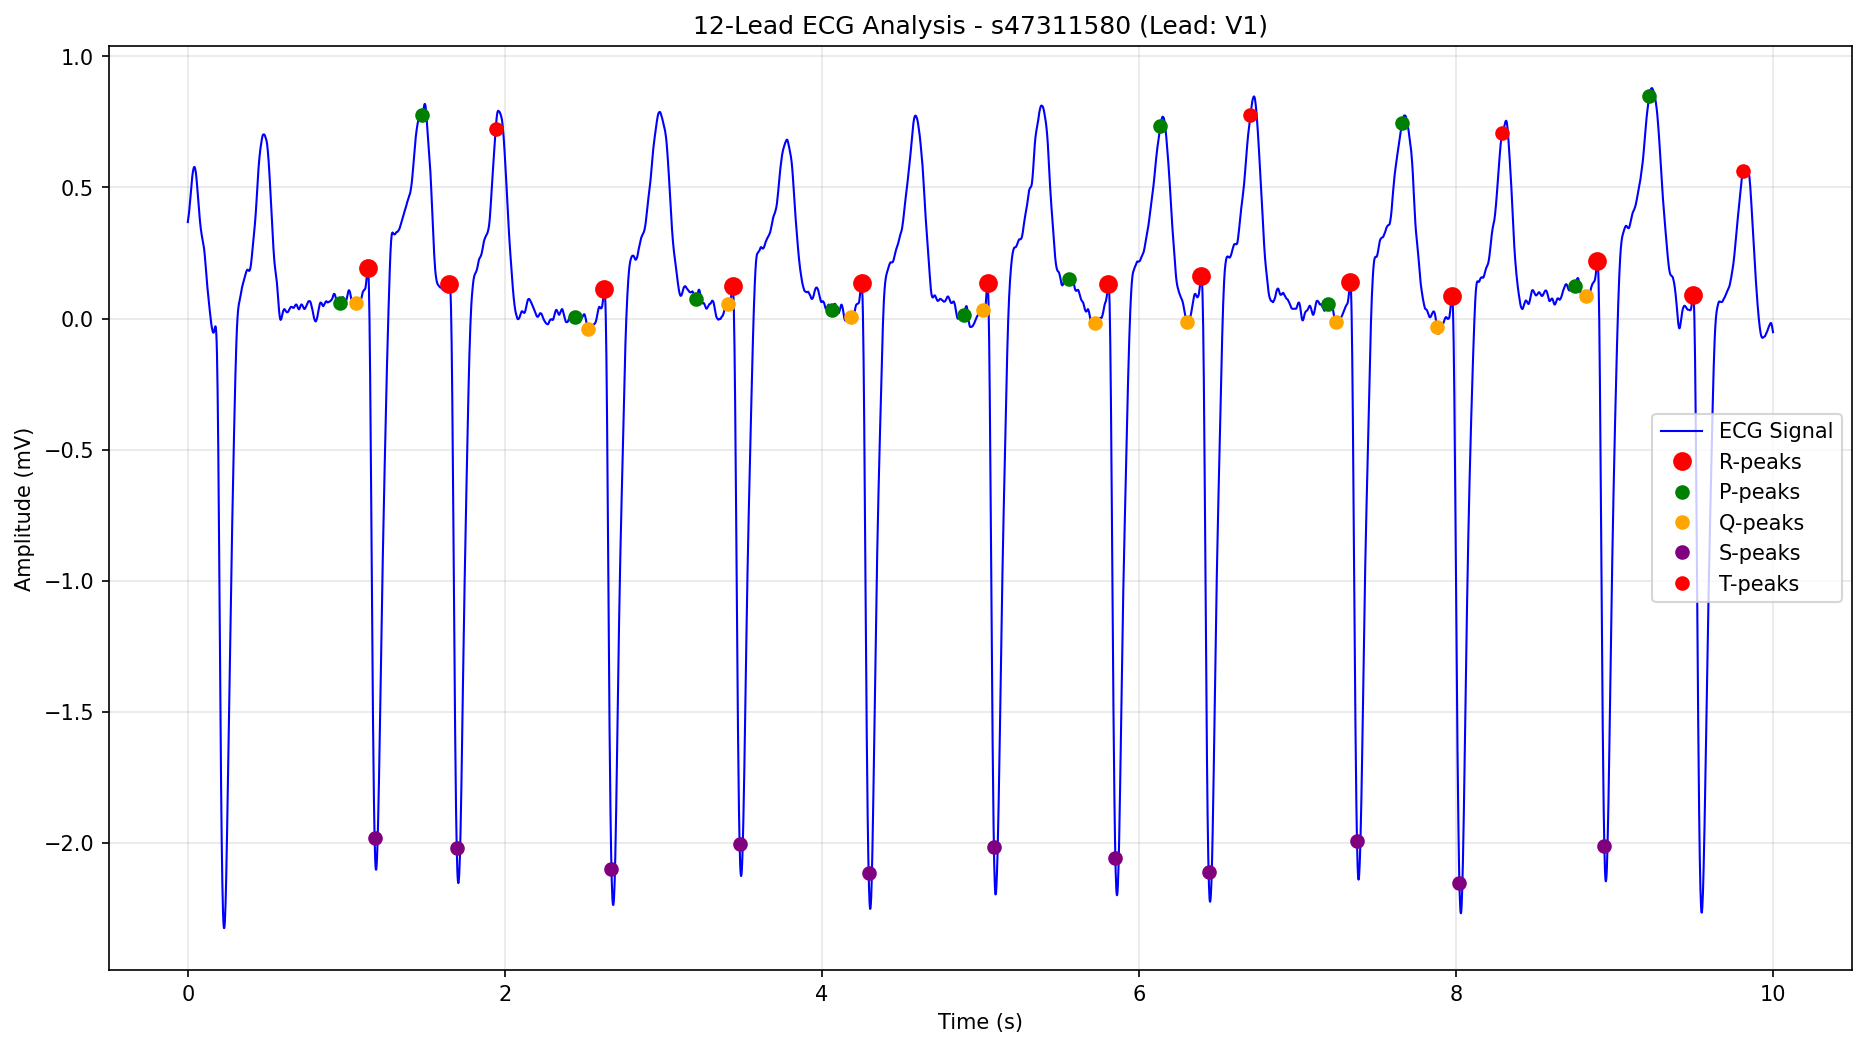 12-Lead ECG Analysis - s47311580 (Lead: V1)
1.0
0.5
0.0
−0.5
−1.0
−1.5
−2.0
Amplitude (mV)
ECG Signal
R-peaks
P-peaks
Q-peaks
S-peaks
T-peaks
0 2 4 6 8 10
Time (s)